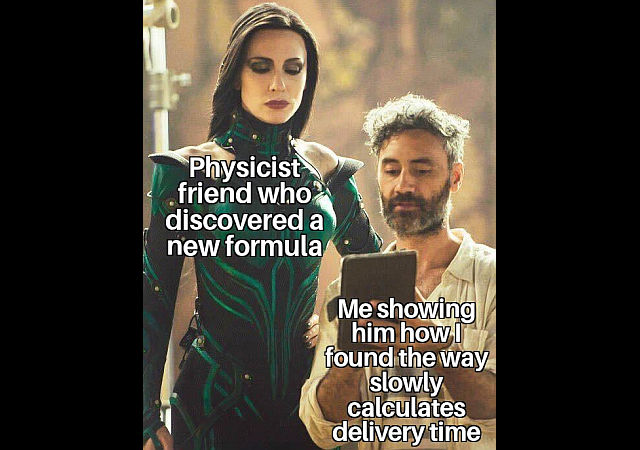 Physicist
friend who
discovered a
new formula
Me showing
him how I
found the way
slowly
calculates
delivery time